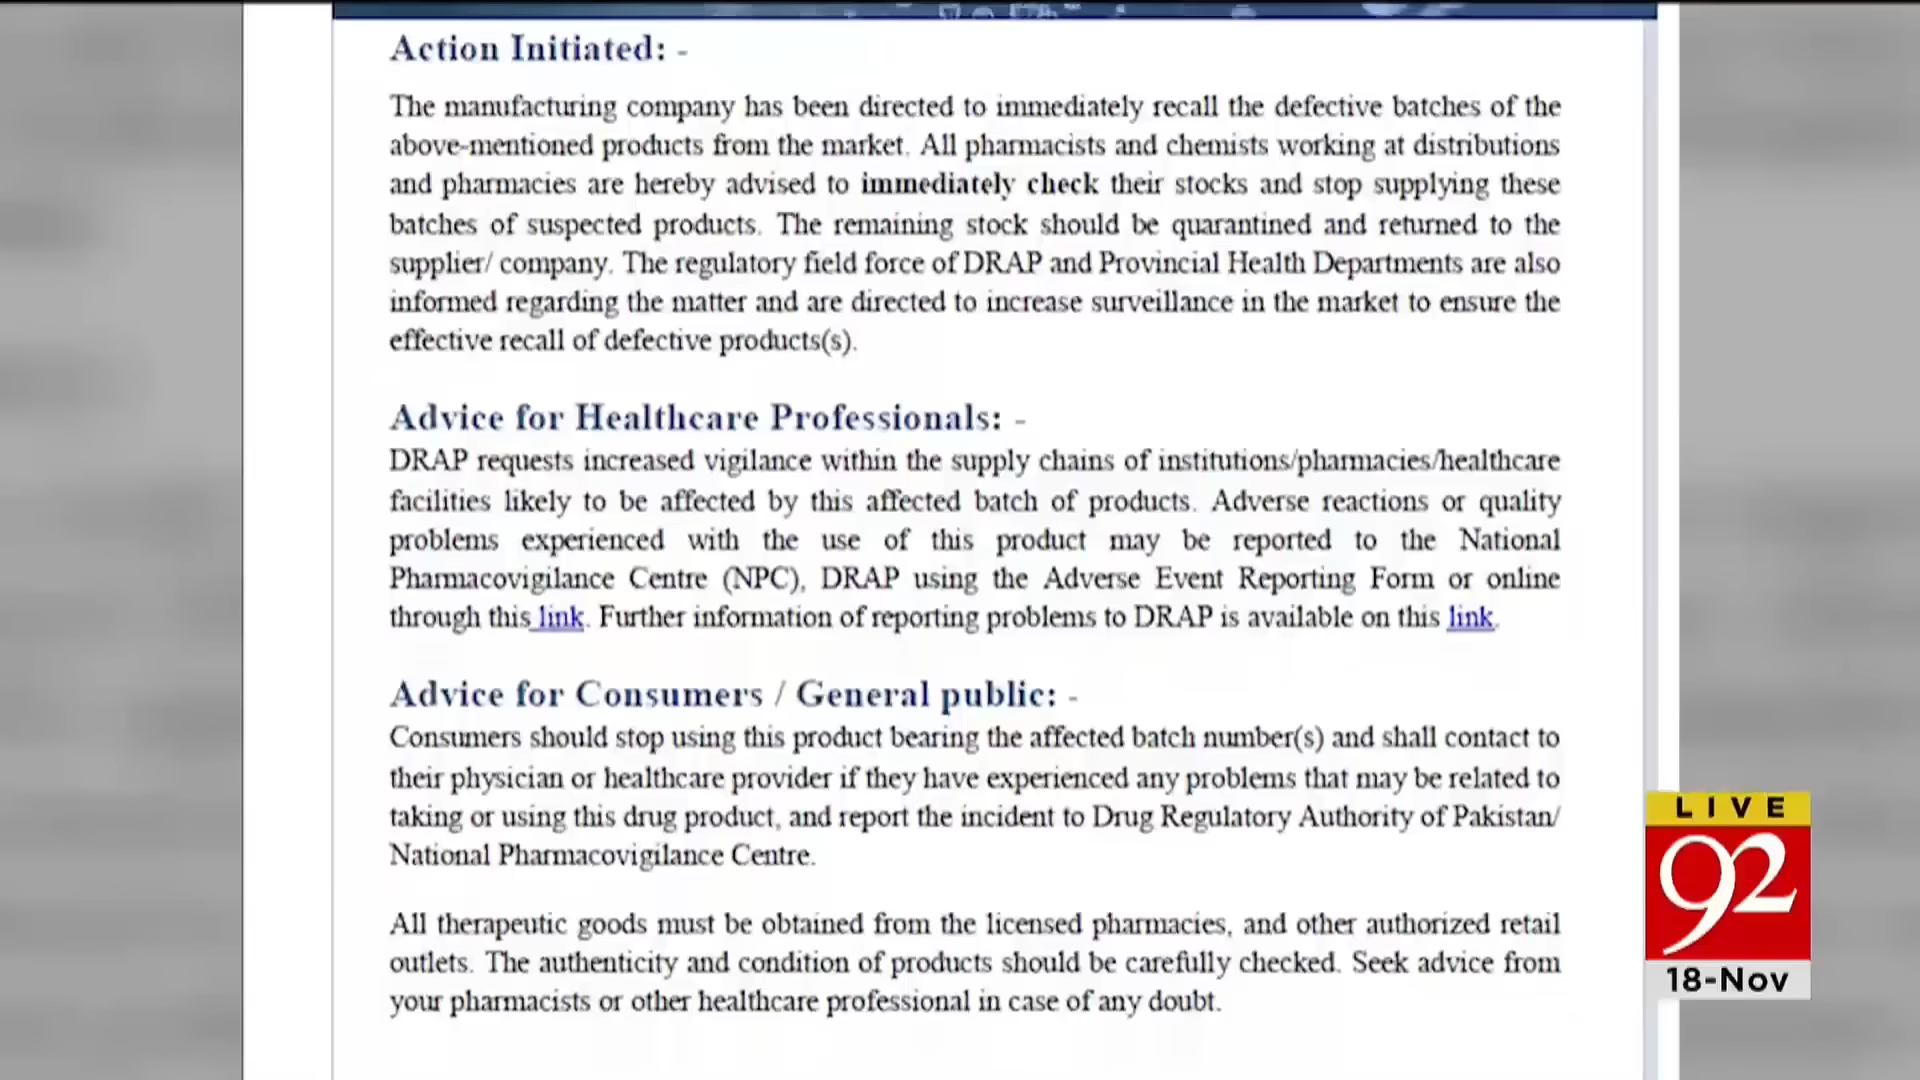 Action Initiated: -
The manufacturing company has been directed to immediately recall the defective batches of the
above-mentioned products from the market. All pharmacists and chemists working at distributions
and pharmacies are hereby advised to immediately check their stocks and stop supplying these
batches of suspected products. The remaining stock should be quarantined and returned to the
supplier/ company. The regulatory field force of DRAP and Provincial Health Departments are also
informed regarding the matter and are directed to increase surveillance in the market to ensure the
effective recall of defective products(s).
Advice for Healthcare Professionals: -
DRAP requests increased vigilance within the supply chains of institutions/pharmacies/healthcare
facilities likely to be affected by this affected batch of products. Adverse reactions or quality
problems experienced with the use of this product may be reported to the National
Pharmacovigilance Centre (NPC), DRAP using the Adverse Event Reporting Form or online
through this link. Further information of reporting problems to DRAP is available on this link.
Advice for Consumers / General public: -
Consumers should stop using this product bearing the affected batch number(s) and shall contact to
their physician or healthcare provider if they have experienced any problems that may be related to
taking or using this drug product, and report the incident to Drug Regulatory Authority of Pakistan/
National Pharmacovigilance Centre.
All therapeutic goods must be obtained from the licensed pharmacies, and other authorized retail
outlets. The authenticity and condition of products should be carefully checked. Seek advice from
your pharmacists or other healthcare professional in case of any doubt.
LIVE
92
18-Nov